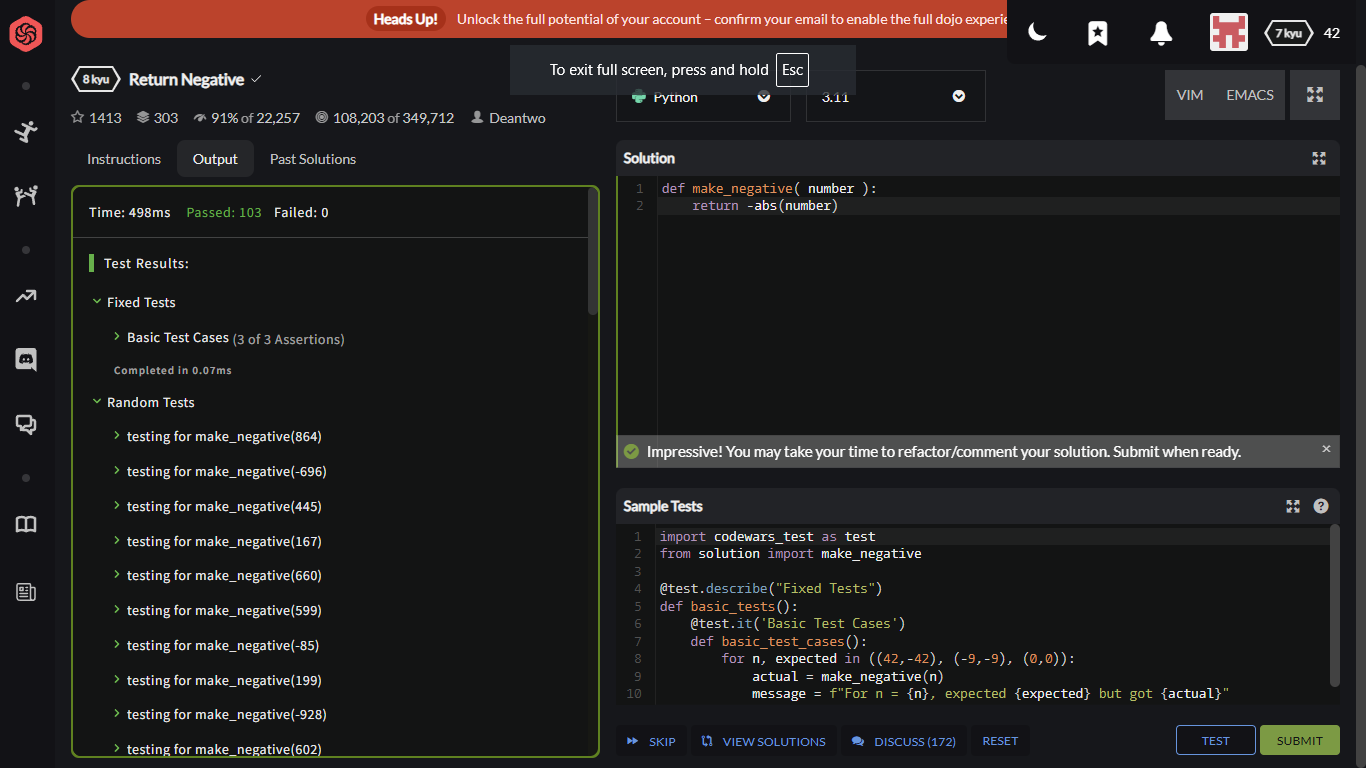 Heads Up! Unlock the full potential of your account – confirm your email to enable the full dojo experie
7 kyu 42
To exit full screen, press and hold Esc
8 kyu Return Negative
1413 303 91% of 22,257 108,203 of 349,712 Deantwo
Python 3.11 VIM EMACS
Instructions Output Past Solutions
Time: 498ms Passed: 103 Failed: 0
Test Results:
Fixed Tests
Basic Test Cases (3 of 3 Assertions)
Completed in 0.07ms
Random Tests
testing for make_negative(864)
testing for make_negative(-696)
testing for make_negative(445)
testing for make_negative(167)
testing for make_negative(660)
testing for make_negative(599)
testing for make_negative(-85)
testing for make_negative(199)
testing for make_negative(-928)
testing for make_negative(602)
Solution
1 def make_negative( number ):
2 return -abs(number)
Impressive! You may take your time to refactor/comment your solution. Submit when ready.
Sample Tests
1 import codewars_test as test
2 from solution import make_negative
3
4 @test.describe("Fixed Tests")
5 def basic_tests():
6 @test.it('Basic Test Cases')
7 def basic_test_cases():
8 for n, expected in ((42,-42), (-9,-9), (0,0)):
9 actual = make_negative(n)
10 message = f"For n = {n}, expected {expected} but got {actual}"
SKIP VIEW SOLUTIONS DISCUSS (172) RESET TEST SUBMIT